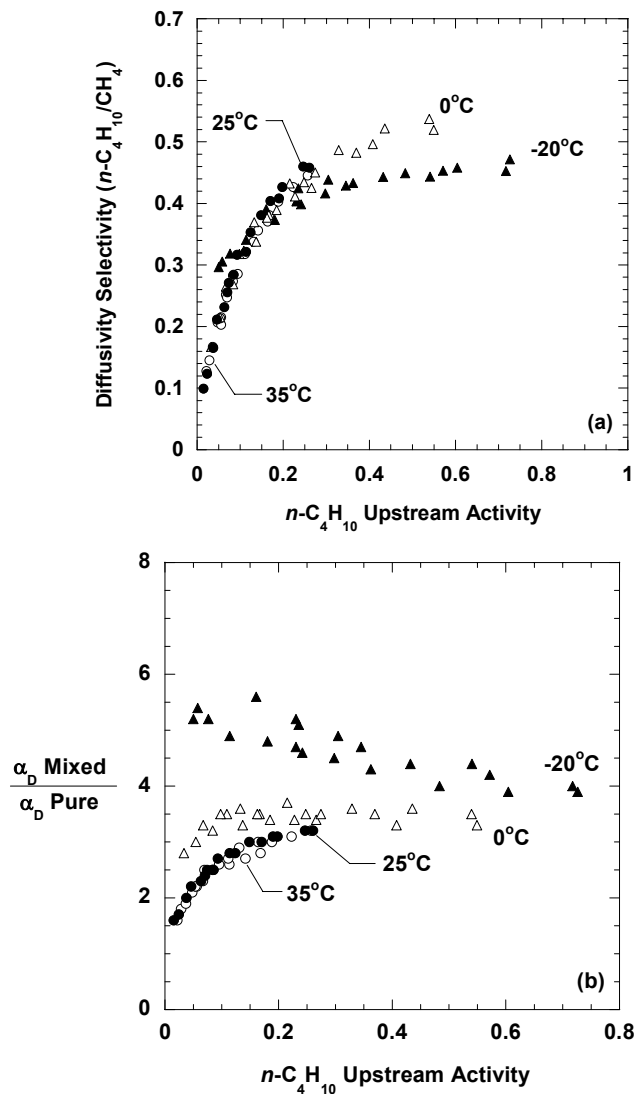 0.7
0.6
0.5
0.4
0.3
0.2
0.1
0
Diffusivity Selectivity (n-C₄H₁₀/CH₄)
0°C
25°C
-20°C
35°C
(a)
0 0.2 0.4 0.6 0.8 1
n-C₄H₁₀ Upstream Activity
8
6
4
2
0
α_D Mixed
α_D Pure
-20°C
0°C
25°C
35°C
(b)
0 0.2 0.4 0.6 0.8
n-C₄H₁₀ Upstream Activity